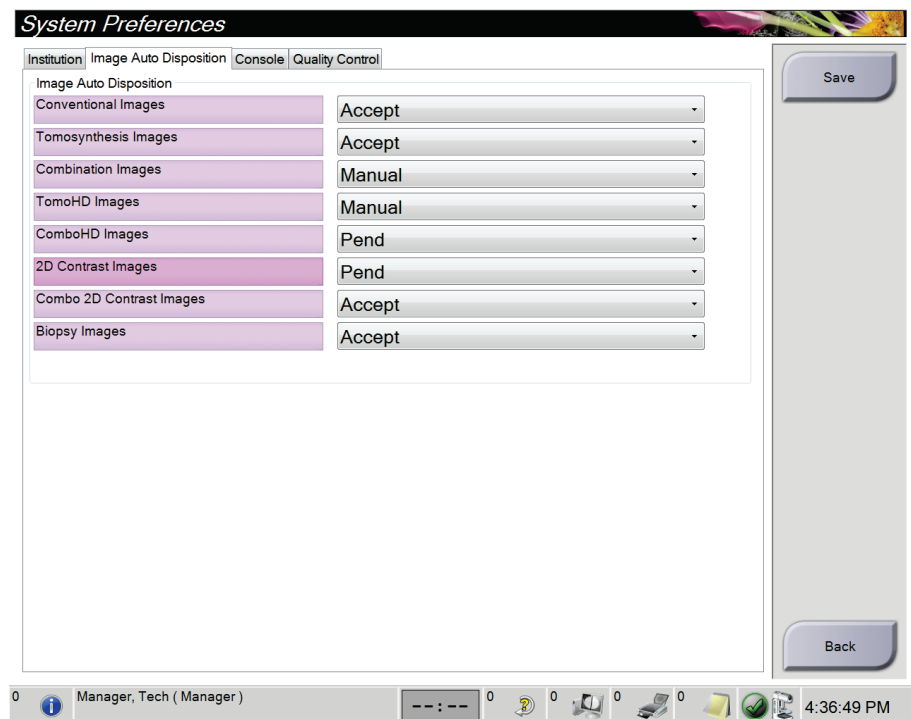 System Preferences
Institution Image Auto Disposition Console Quality Control
Save
Image Auto Disposition
Conventional Images Accept
Tomosynthesis Images Accept
Combination Images Manual
TomoHD Images Manual
ComboHD Images Pend
2D Contrast Images Pend
Combo 2D Contrast Images Accept
Biopsy Images Accept
Back
0 Manager, Tech ( Manager ) --:-- 0 0 0 0 4:36:49 PM